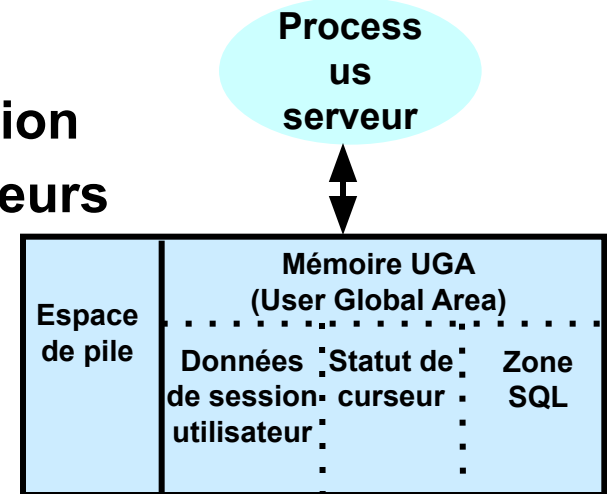 Process
us
serveur
ion
eurs
Mémoire UGA
(User Global Area)
Espace
de pile
Données
de session
utilisateur
Statut de
curseur
Zone
SQL